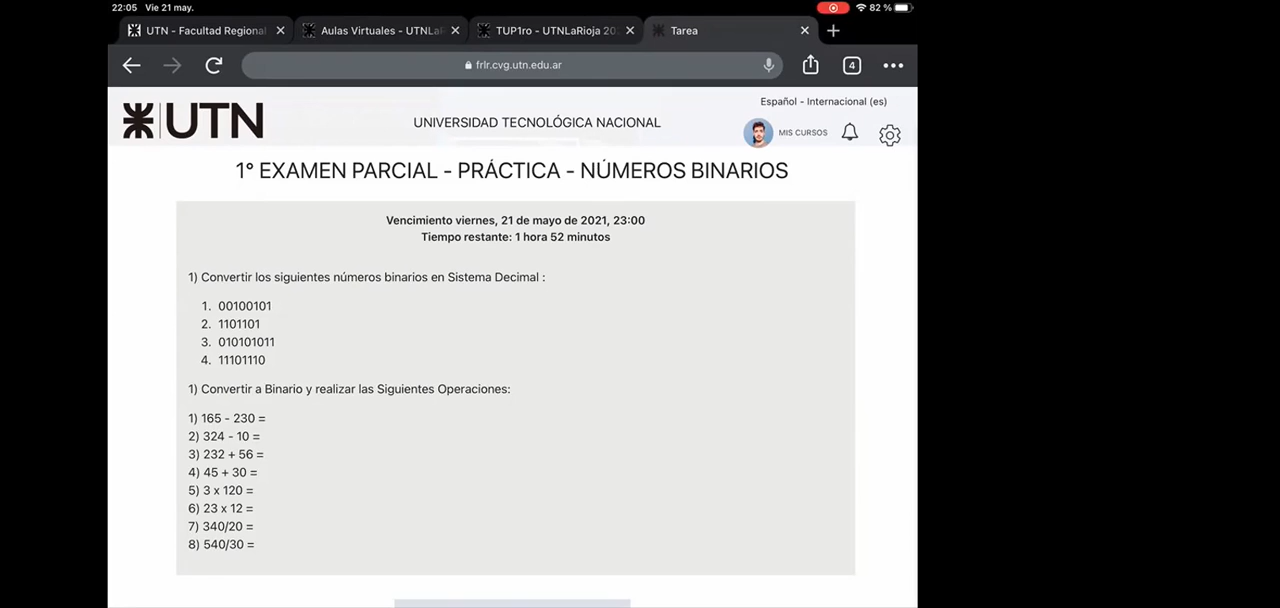 22:05 Vie 21 may.
82 %
UTN - Facultad Regional
Aulas Virtuales - UTNLaR
TUP1ro - UTNLaRioja 20
Tarea
frlr.cvg.utn.edu.ar
4
Español - Internacional (es)
UTN
UNIVERSIDAD TECNOLÓGICA NACIONAL
MIS CURSOS
1° EXAMEN PARCIAL - PRÁCTICA - NÚMEROS BINARIOS
Vencimiento viernes, 21 de mayo de 2021, 23:00
Tiempo restante: 1 hora 52 minutos
1) Convertir los siguientes números binarios en Sistema Decimal :
1. 00100101
2. 1101101
3. 010101011
4. 11101110
1) Convertir a Binario y realizar las Siguientes Operaciones:
1) 165 - 230 =
2) 324 - 10 =
3) 232 + 56 =
4) 45 + 30 =
5) 3 x 120 =
6) 23 x 12 =
7) 340/20 =
8) 540/30 =